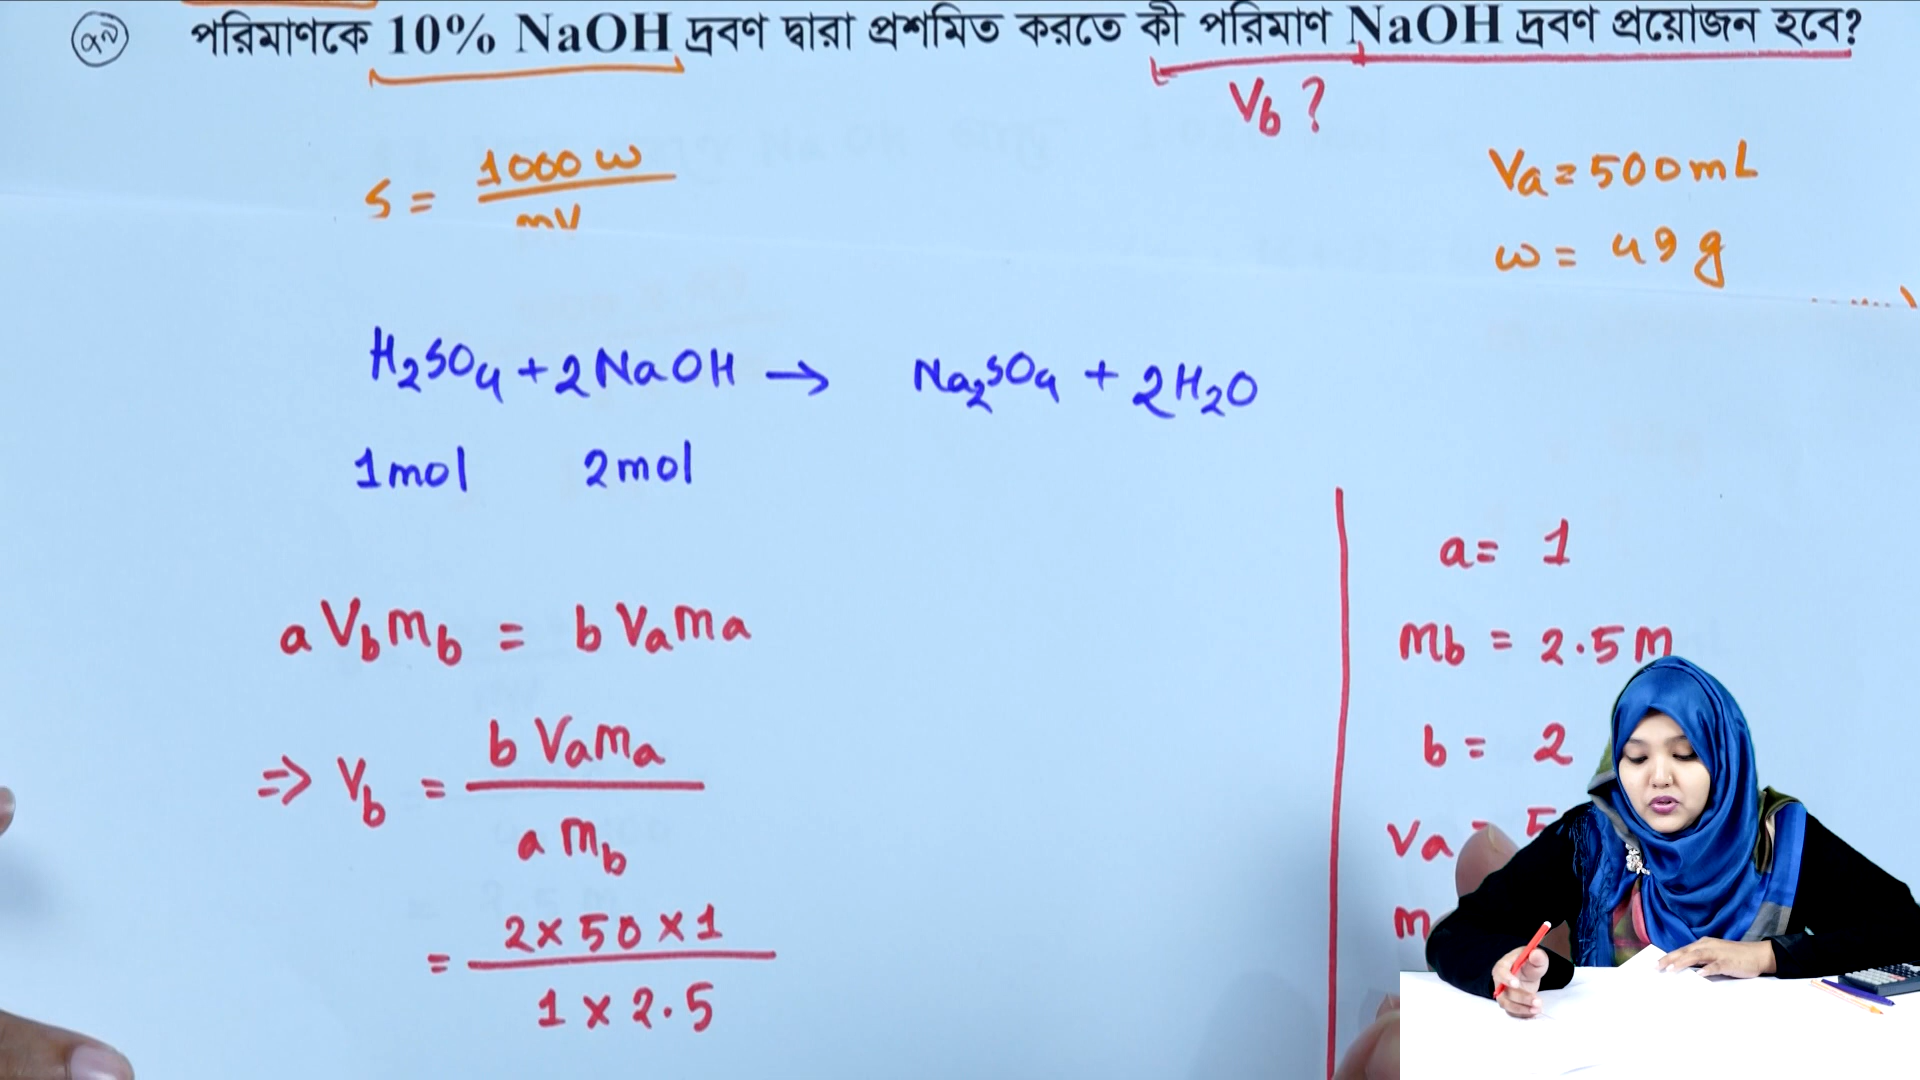 পরিমাণকে 10% NaOH দ্রবণ দ্বারা প্রশমিত করতে কী পরিমাণ NaOH দ্রবণ প্রয়োজন হবে?
Vb ?
S = 1000 w / mV
Va = 500 mL
w = 49 g
H2SO4 + 2NaOH → Na2SO4 + 2H2O
1mol 2mol
a Vb Mb = b Va Ma
⇒ Vb = b Va Ma / a Mb
= 2 × 50 × 1 / 1 × 2.5
a = 1
Mb = 2.5 M
b = 2
Va = 5
m